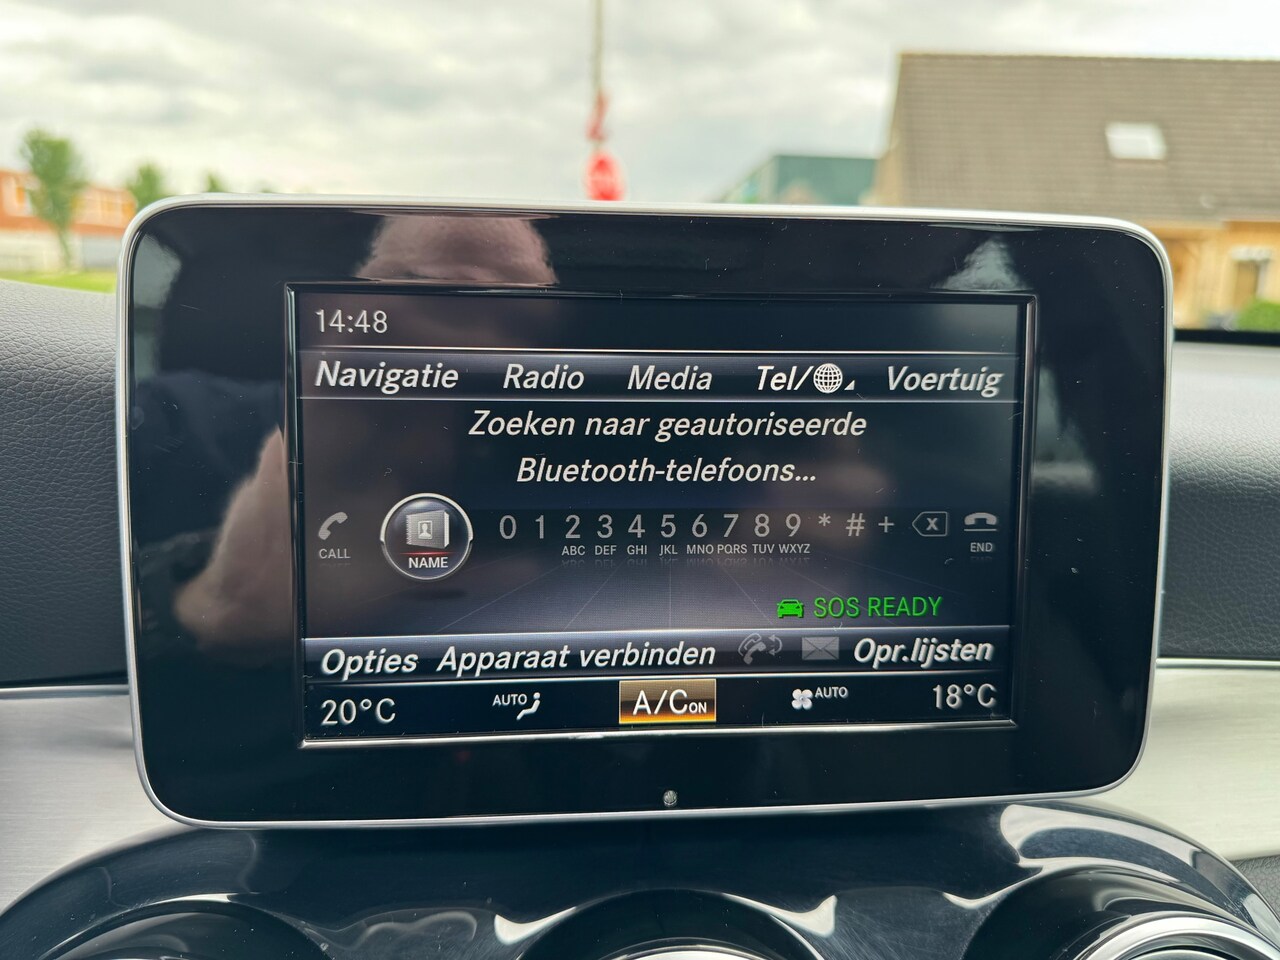 14:48
Navigatie Radio Media Tel/ Voertuig
Zoeken naar geautoriseerde
Bluetooth-telefoons...
0 1 2 3 4 5 6 7 8 9 * # + x
CALL NAME ABC DEF GHI JKL MNO PQRS TUV WXYZ END
SOS READY
Opties Apparaat verbinden Opr.lijsten
20°C AUTO A/C ON AUTO 18°C